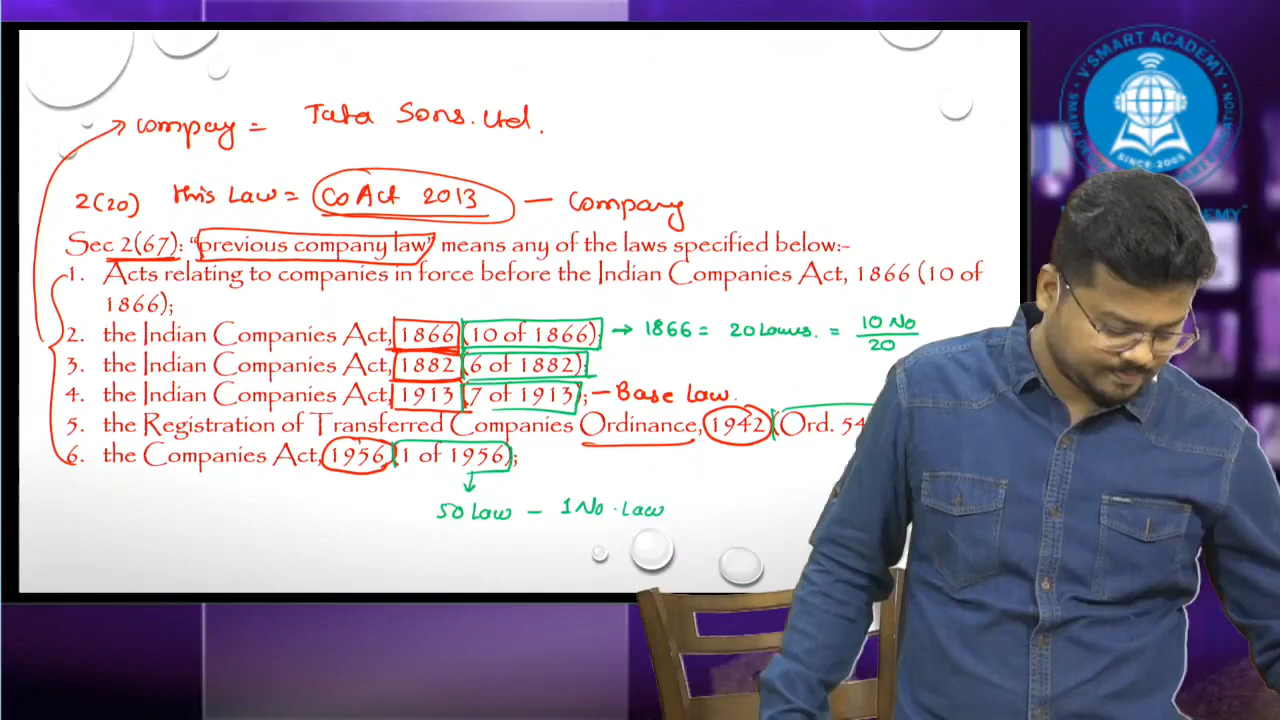 V'SMART ACADEMY
SINCE 2005
compay = Tata Sons. Ltd.
2(20) this Law = Co Act 2013 — Company
Sec 2(67): "previous company law" means any of the laws specified below:-
1. Acts relating to companies in force before the Indian Companies Act, 1866 (10 of
1866);
2. the Indian Companies Act, 1866 (10 of 1866); → 1866 = 20 Laws. = 10 No
20
3. the Indian Companies Act, 1882 (6 of 1882);
4. the Indian Companies Act, 1913 (7 of 1913); — Base Law.
5. the Registration of Transferred Companies Ordinance, 1942 (Ord. 54
6. the Companies Act, 1956 (1 of 1956);
50 Law — 1 No. Law